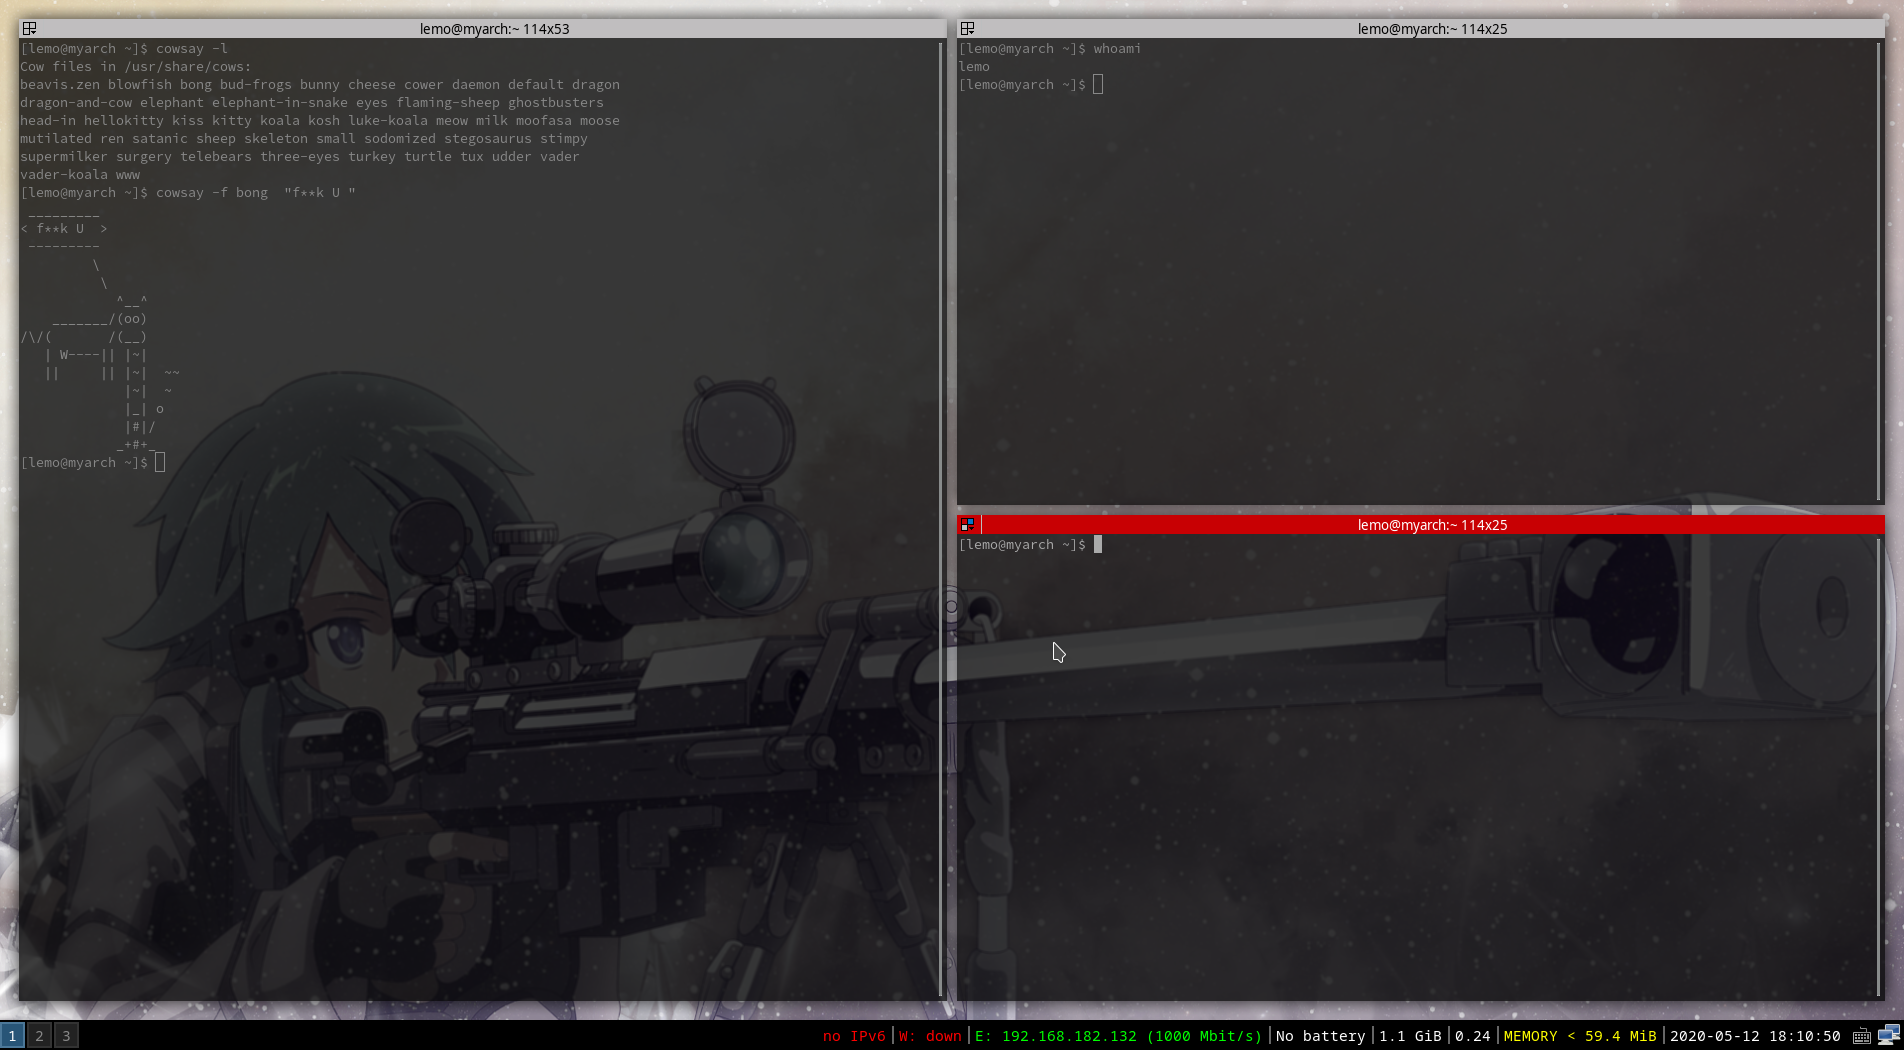 lemo@myarch:~ 114x53
[lemo@myarch ~]$ cowsay -l
Cow files in /usr/share/cows:
beavis.zen blowfish bong bud-frogs bunny cheese cower daemon default dragon
dragon-and-cow elephant elephant-in-snake eyes flaming-sheep ghostbusters
head-in hellokitty kiss kitty koala kosh luke-koala meow milk moofasa moose
mutilated ren satanic sheep skeleton small sodomized stegosaurus stimpy
supermilker surgery telebears three-eyes turkey turtle tux udder vader
vader-koala www
[lemo@myarch ~]$ cowsay -f bong  "f**k U "
 _________
< f**k U  >
 ---------
         \
          \
            ^__^
    _______/(oo)
/\/(       /(__)
   | W----|| |~|
   ||     || |~|  ~~
             |~|  ~
             |_| o
             |#|/
            _+#+_
[lemo@myarch ~]$
lemo@myarch:~ 114x25
[lemo@myarch ~]$ whoami
lemo
[lemo@myarch ~]$
lemo@myarch:~ 114x25
[lemo@myarch ~]$
1 2 3 no IPv6|W: down|E: 192.168.182.132 (1000 Mbit/s)|No battery|1.1 GiB|0.24|MEMORY < 59.4 MiB|2020-05-12 18:10:50